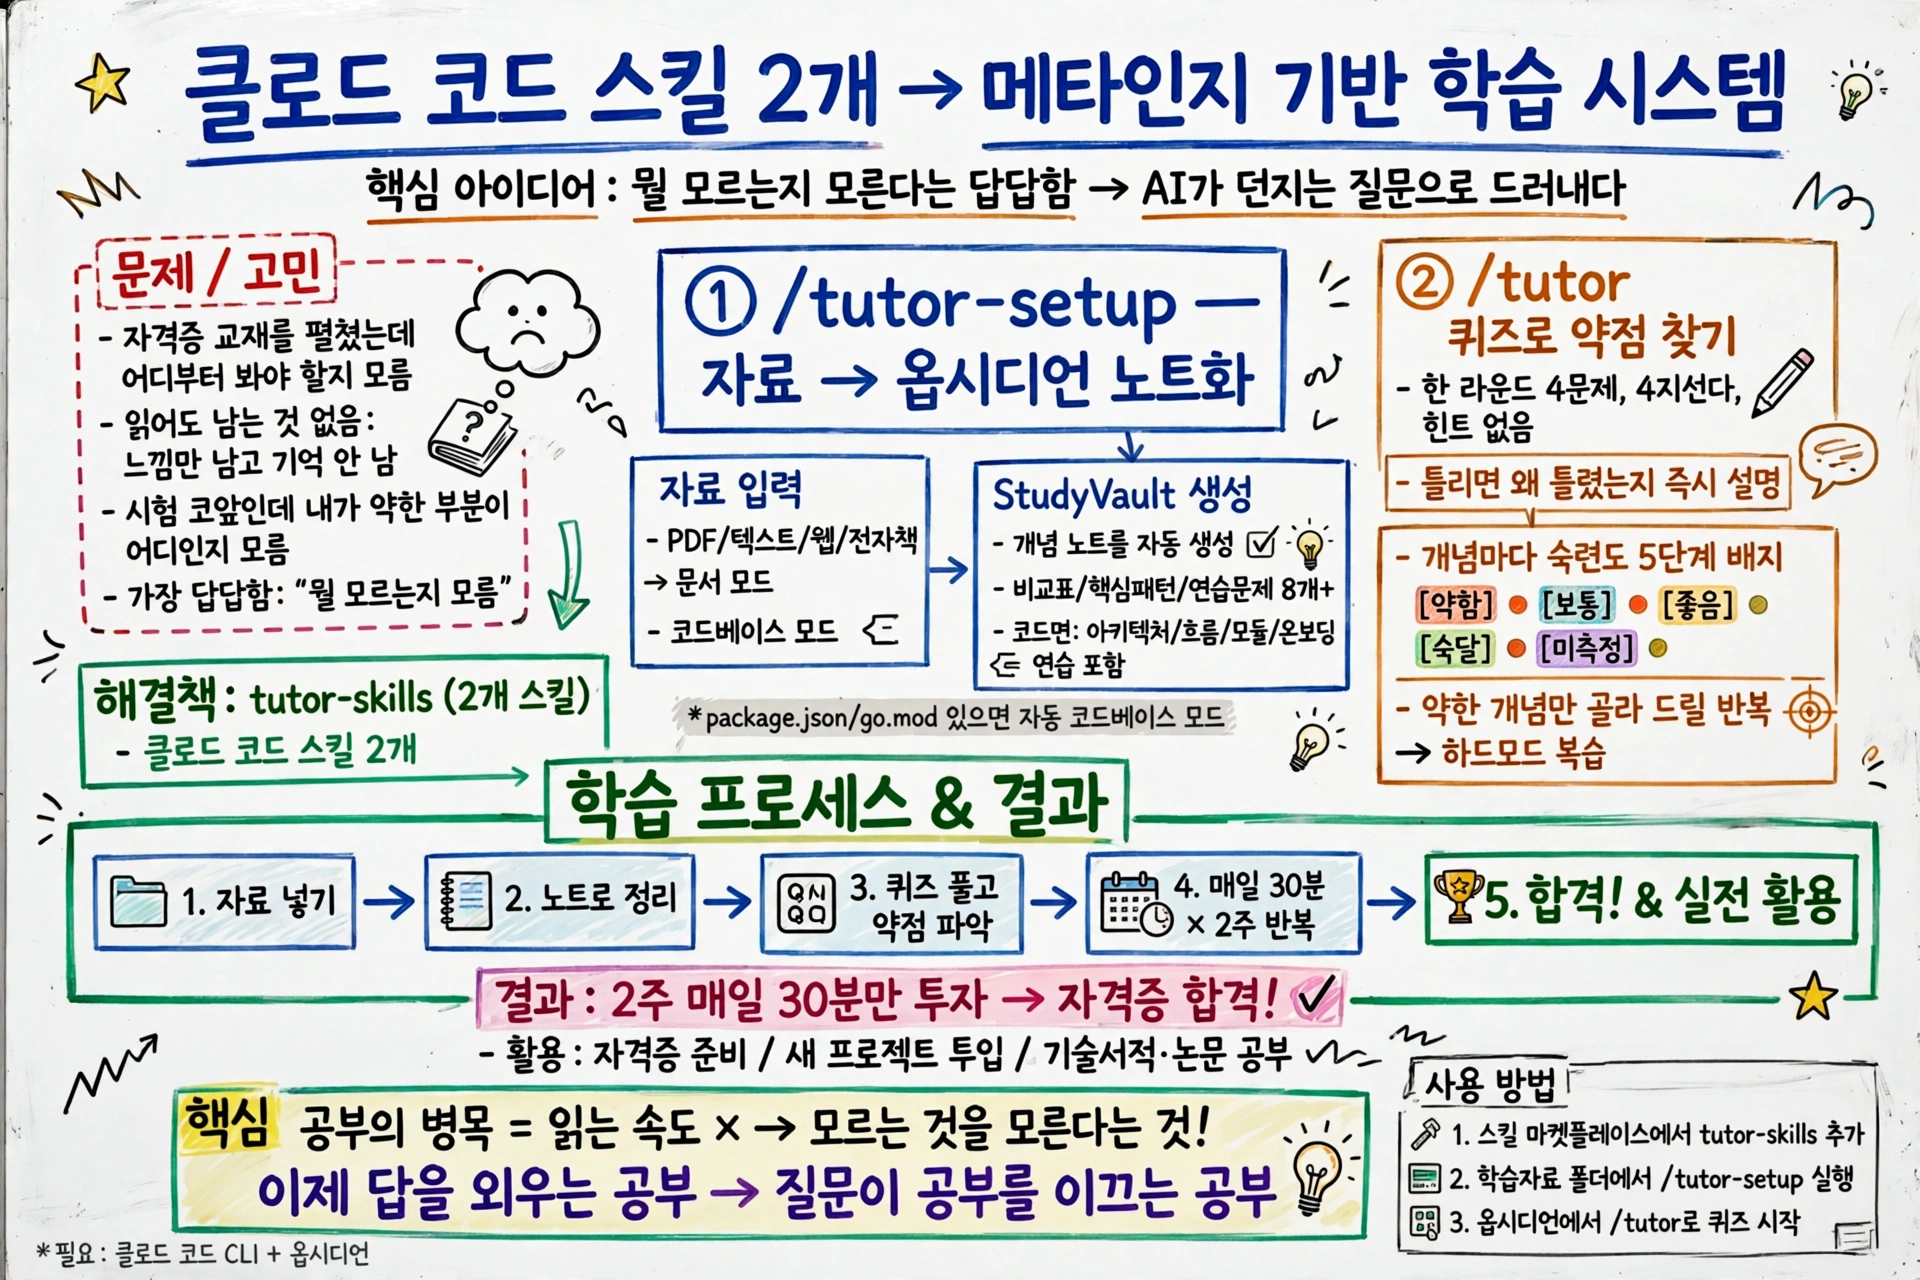 클로드 코드 스킬 2개 → 메타인지 기반 학습 시스템
핵심 아이디어 : 뭘 모르는지 모른다는 답답함 → AI가 던지는 질문으로 드러내다
문제 / 고민
- 자격증 교재를 펼쳤는데
어디부터 봐야 할지 모름
- 읽어도 남는 것 없음:
느낌만 남고 기억 안 남
- 시험 코앞인데 내가 약한 부분이
어디인지 모름
- 가장 답답함: “뭘 모르는지 모름”
?
해결책: tutor-skills (2개 스킬)
- 클로드 코드 스킬 2개
① /tutor-setup —
자료 → 옵시디언 노트화
자료 입력
- PDF/텍스트/웹/전자책
→ 문서 모드
- 코드베이스 모드
StudyVault 생성
- 개념 노트를 자동 생성
- 비교표/핵심패턴/연습문제 8개+
- 코드면: 아키텍처/흐름/모듈/온보딩
연습 포함
*package.json/go.mod 있으면 자동 코드베이스 모드
② /tutor
퀴즈로 약점 찾기
- 한 라운드 4문제, 4지선다,
힌트 없음
- 틀리면 왜 틀렸는지 즉시 설명
- 개념마다 숙련도 5단계 배지
[약함] [보통] [좋음]
[숙달] [미측정]
- 약한 개념만 골라 드릴 반복
→ 하드모드 복습
학습 프로세스 & 결과
1. 자료 넣기
2. 노트로 정리
3. 퀴즈 풀고
약점 파악
4. 매일 30분
× 2주 반복
5. 합격! & 실전 활용
결과 : 2주 매일 30분만 투자 → 자격증 합격!
- 활용 : 자격증 준비 / 새 프로젝트 투입 / 기술서적·논문 공부
핵심 공부의 병목 = 읽는 속도 × → 모르는 것을 모른다는 것!
이제 답을 외우는 공부 → 질문이 공부를 이끄는 공부
사용 방법
1. 스킬 마켓플레이스에서 tutor-skills 추가
2. 학습자료 폴더에서 /tutor-setup 실행
3. 옵시디언에서 /tutor로 퀴즈 시작
*필요 : 클로드 코드 CLI + 옵시디언